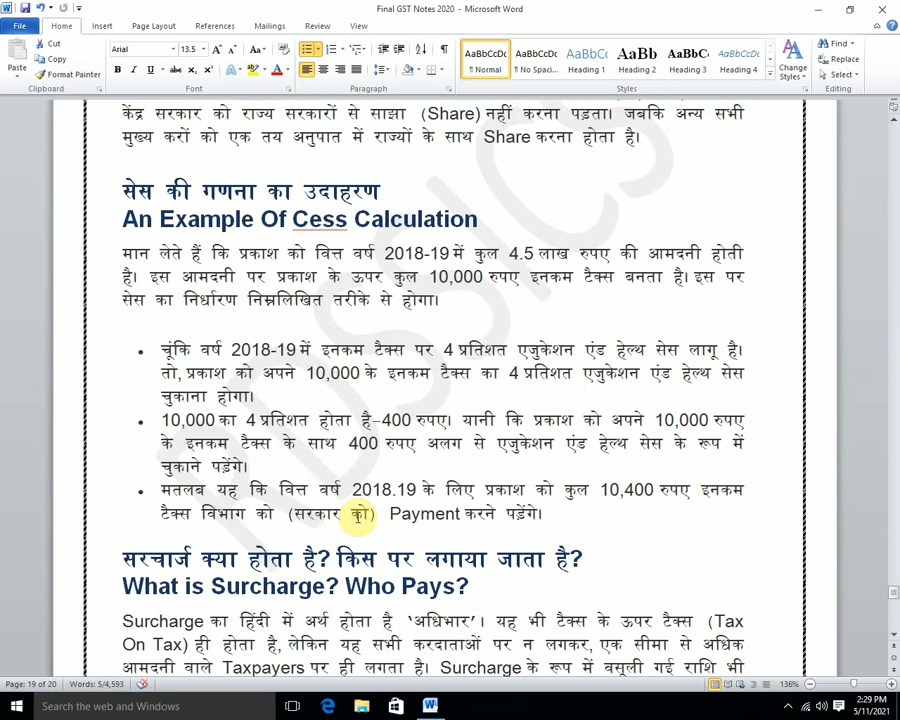 Final GST Notes 2020 - Microsoft Word
File Home Insert Page Layout References Mailings Review View
Paste Cut Copy Format Painter Clipboard
Arial 13.5 Font
Paragraph
AaBbCcDc Normal AaBbCcDc No Spaci... AaBbCc Heading 1 AaBb Heading 2 AaBbCc Heading 3 AaBbCcDc Heading 4 Styles
Change Styles
Find Replace Select Editing
केंद्र सरकार को राज्य सरकारों से साझा (Share) नहीं करना पड़ता। जबकि अन्य सभी
मुख्य करों को एक तय अनुपात में राज्यों के साथ Share करना होता है।
सेस की गणना का उदाहरण
An Example Of Cess Calculation
मान लेते हैं कि प्रकाश को वित्त वर्ष 2018-19 में कुल 4.5 लाख रुपए की आमदनी होती
है। इस आमदनी पर प्रकाश के ऊपर कुल 10,000 रुपए इनकम टैक्स बनता है। इस पर
सेस का निर्धारण निम्नलिखित तरीके से होगा।
• चूंकि वर्ष 2018-19 में इनकम टैक्स पर 4 प्रतिशत एजुकेशन एंड हेल्थ सेस लागू है।
तो, प्रकाश को अपने 10,000 के इनकम टैक्स का 4 प्रतिशत एजुकेशन एंड हेल्थ सेस
चुकाना होगा।
• 10,000 का 4 प्रतिशत होता है–400 रुपए। यानी कि प्रकाश को अपने 10,000 रुपए
के इनकम टैक्स के साथ 400 रुपए अलग से एजुकेशन एंड हेल्थ सेस के रूप में
चुकाने पड़ेंगे।
• मतलब यह कि वित्त वर्ष 2018.19 के लिए प्रकाश को कुल 10,400 रुपए इनकम
टैक्स विभाग को (सरकार को) Payment करने पड़ेंगे।
सरचार्ज क्या होता है? किस पर लगाया जाता है?
What is Surcharge? Who Pays?
Surcharge का हिंदी में अर्थ होता है 'अधिभार'। यह भी टैक्स के ऊपर टैक्स (Tax
On Tax) ही होता है, लेकिन यह सभी करदाताओं पर न लगकर, एक सीमा से अधिक
आमदनी वाले Taxpayers पर ही लगता है। Surcharge के रूप में वसूली गई राशि भी
RDSSICS
Page: 19 of 20 Words: 5/4,593 136%
Search the web and Windows 2:29 PM
5/11/2021